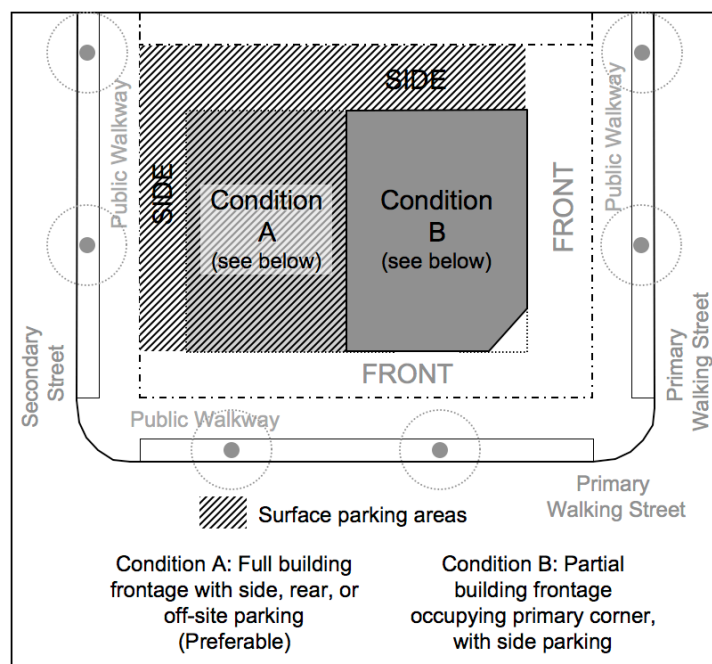 SIDE
Public Walkway
Public Walkway
SIDE
Condition
A
(see below)
Condition
B
(see below)
FRONT
FRONT
Secondary
Street
Primary
Walking Street
Public Walkway
Primary
Walking Street
Surface parking areas
Condition A: Full building
frontage with side, rear, or
off-site parking
(Preferable)
Condition B: Partial
building frontage
occupying primary corner,
with side parking